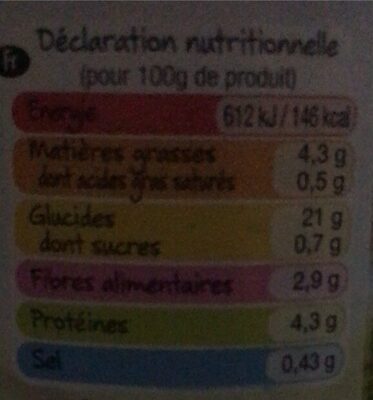 fr
Déclaration nutritionnelle
(pour 100g de produit)
Energie 612 kJ / 146 kcal
Matières grasses 4,3 g
dont acides gras saturés 0,5 g
Glucides 21 g
dont sucres 0,7 g
Fibres alimentaires 2,9 g
Protéines 4,3 g
Sel 0,43 g